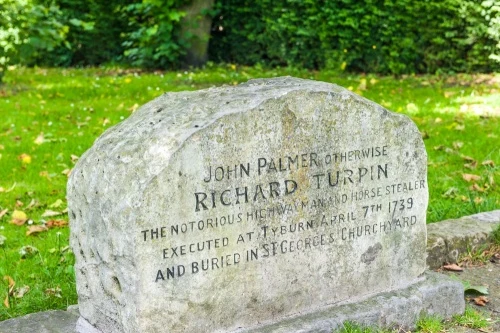 JOHN PALMER OTHERWISE
RICHARD TURPIN
THE NOTORIOUS HIGHWAYMAN AND HORSE STEALER
EXECUTED AT TYBURN APRIL 7TH 1739
AND BURIED IN ST GEORGES CHURCHYARD